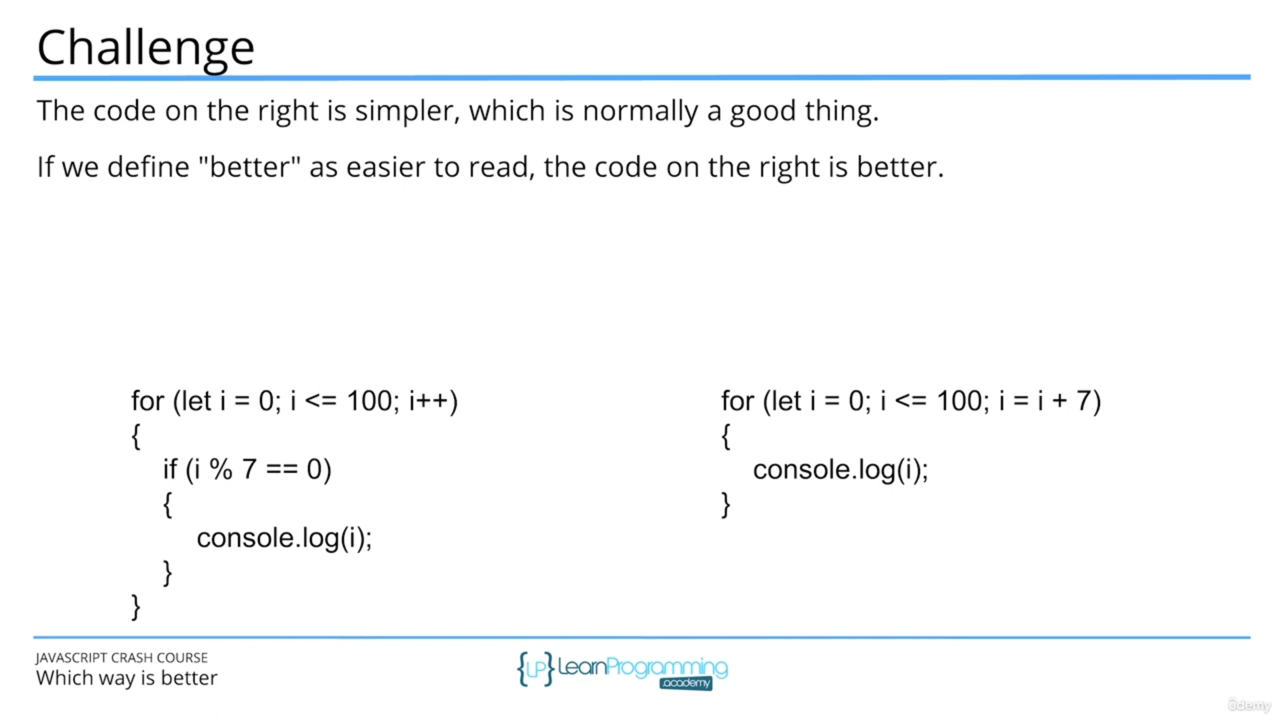 Challenge
The code on the right is simpler, which is normally a good thing.
If we define "better" as easier to read, the code on the right is better.
for (let i = 0; i <= 100; i++)
{
if (i % 7 == 0)
{
console.log(i);
}
}
for (let i = 0; i <= 100; i = i + 7)
{
console.log(i);
}
JAVASCRIPT CRASH COURSE
Which way is better
{LP}LearnProgramming
.academy
ûdemy